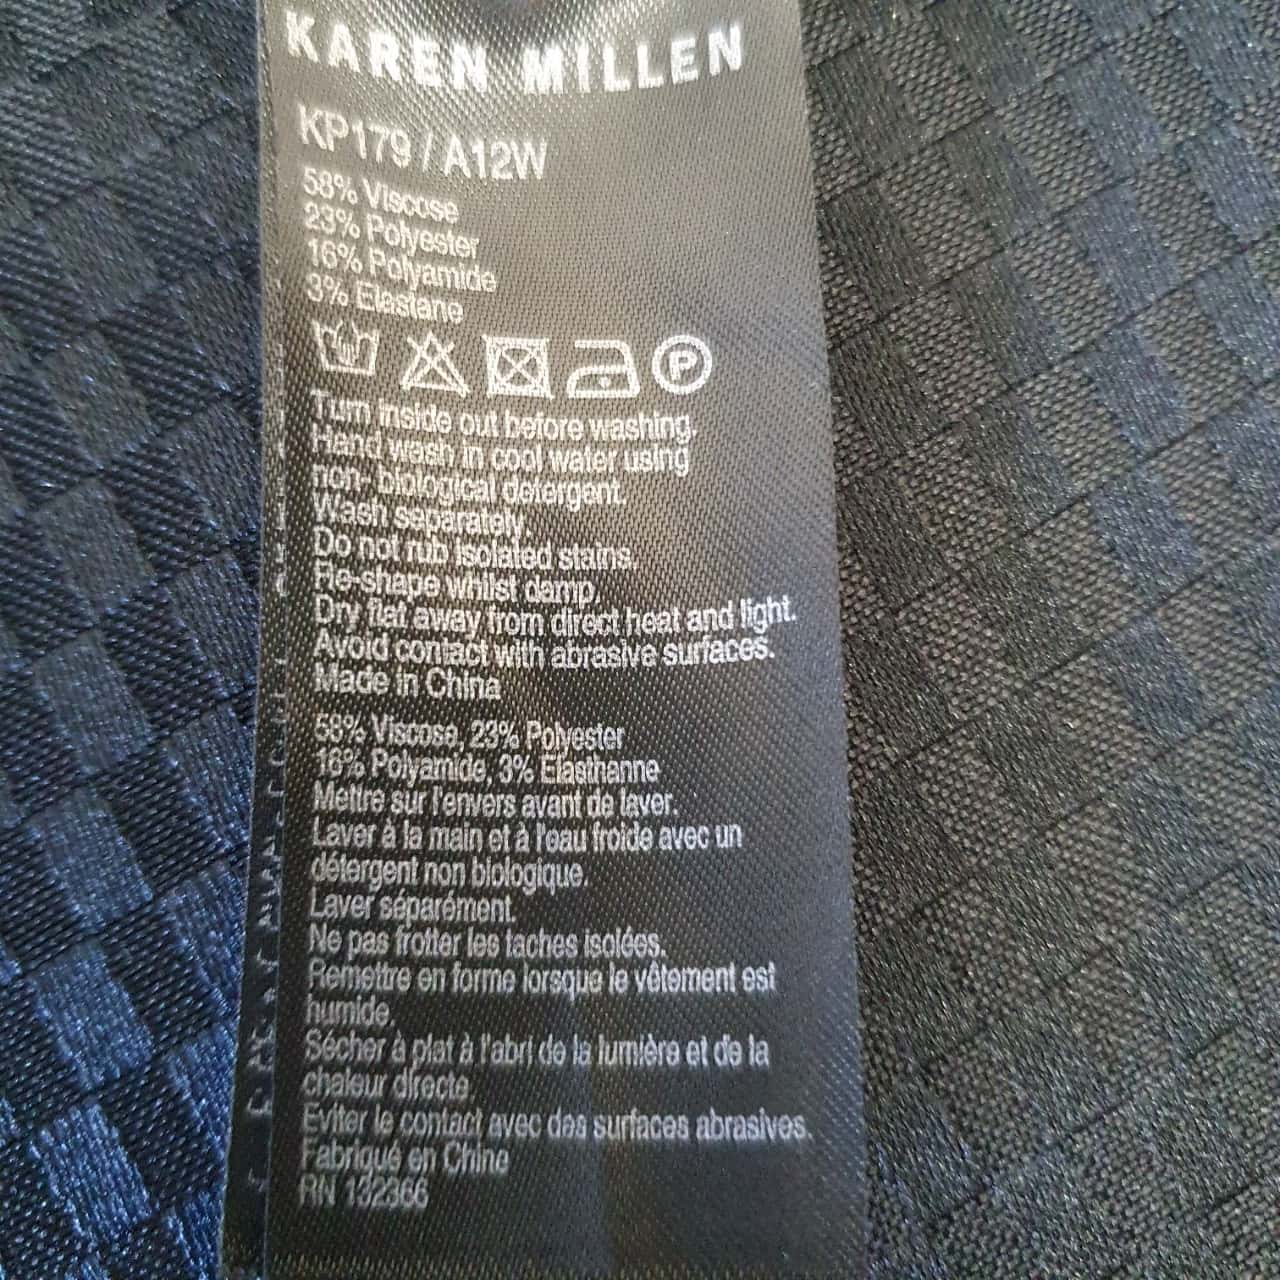 KAREN MILLEN
KP179 / A12W
58% Viscose
23% Polyester
16% Polyamide
3% Elastane
P
Turn inside out before washing.
Hand wash in cool water using
non- biological detergent.
Wash separately.
Do not rub isolated stains.
Re-shape whilst damp.
Dry flat away from direct heat and light.
Avoid contact with abrasive surfaces.
Made in China
58% Viscose, 23% Polyester
16% Polyamide, 3% Elasthanne
Mettre sur l'envers avant de laver.
Laver à la main et à l'eau froide avec un
détergent non biologique.
Laver séparément.
Ne pas frotter les taches isolées.
Remettre en forme lorsque le vêtement est
humide.
Sécher à plat à l'abri de la lumière et de la
chaleur directe
Eviter le contact avec des surfaces abrasives.
Fabriqué en Chine
RN 132366